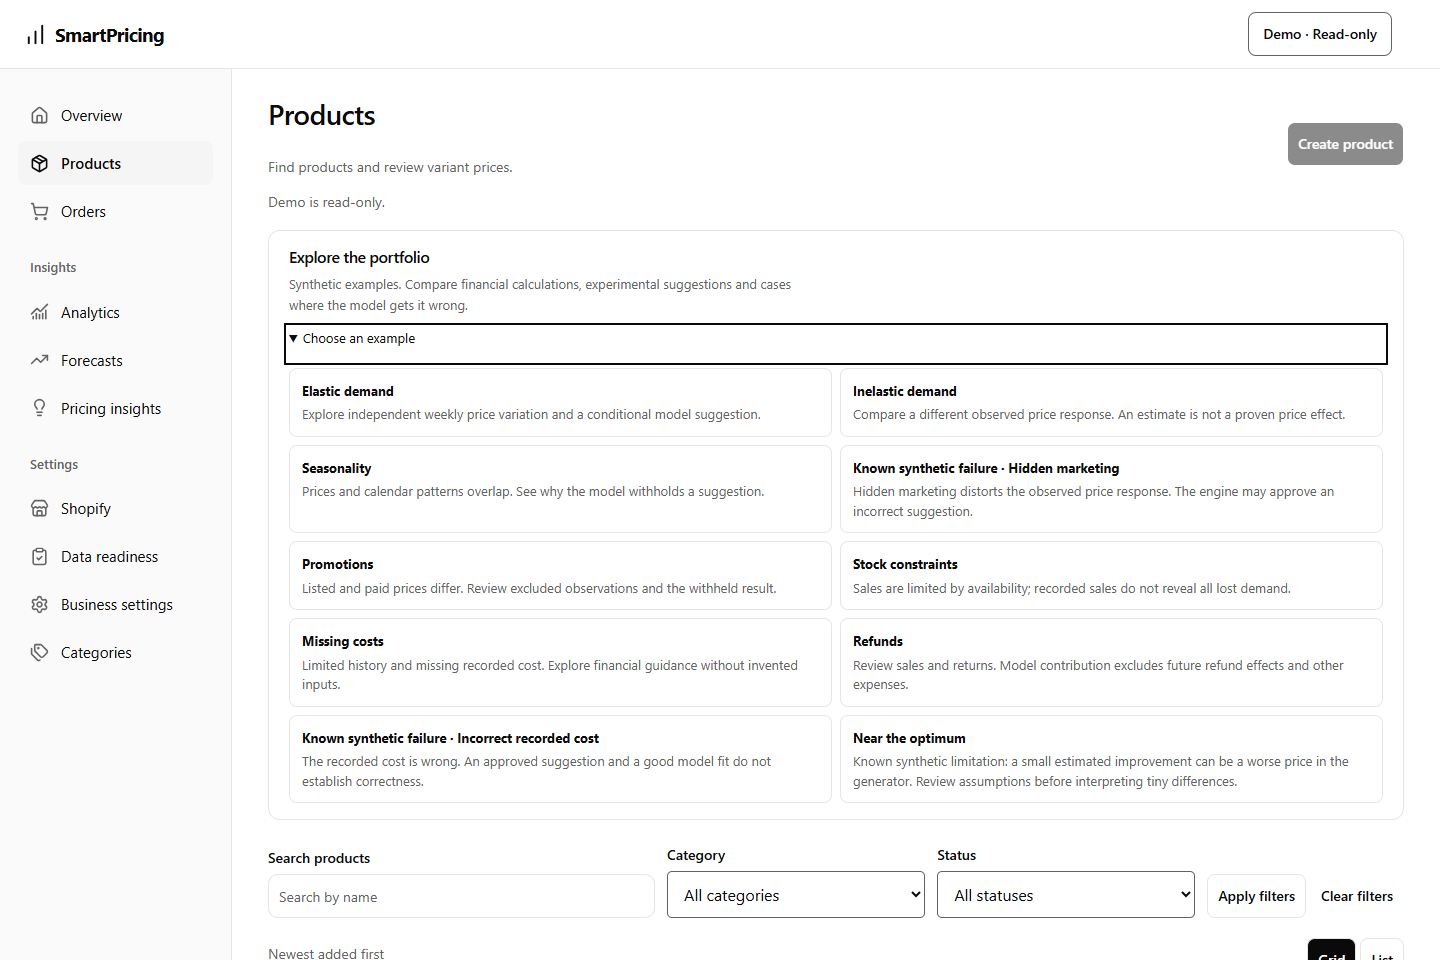 SmartPricing
Demo · Read-only
Overview
Products
Orders
Insights
Analytics
Forecasts
Pricing insights
Settings
Shopify
Data readiness
Business settings
Categories
Products
Create product
Find products and review variant prices.
Demo is read-only.
Explore the portfolio
Synthetic examples. Compare financial calculations, experimental suggestions and cases
where the model gets it wrong.
▼ Choose an example
Elastic demand
Explore independent weekly price variation and a conditional model suggestion.
Inelastic demand
Compare a different observed price response. An estimate is not a proven price effect.
Seasonality
Prices and calendar patterns overlap. See why the model withholds a suggestion.
Known synthetic failure · Hidden marketing
Hidden marketing distorts the observed price response. The engine may approve an
incorrect suggestion.
Promotions
Listed and paid prices differ. Review excluded observations and the withheld result.
Stock constraints
Sales are limited by availability; recorded sales do not reveal all lost demand.
Missing costs
Limited history and missing recorded cost. Explore financial guidance without invented
inputs.
Refunds
Review sales and returns. Model contribution excludes future refund effects and other
expenses.
Known synthetic failure · Incorrect recorded cost
The recorded cost is wrong. An approved suggestion and a good model fit do not
establish correctness.
Near the optimum
Known synthetic limitation: a small estimated improvement can be a worse price in the
generator. Review assumptions before interpreting tiny differences.
Search products
Search by name
Category
All categories
Status
All statuses
Apply filters
Clear filters
Newest added first
Grid
List